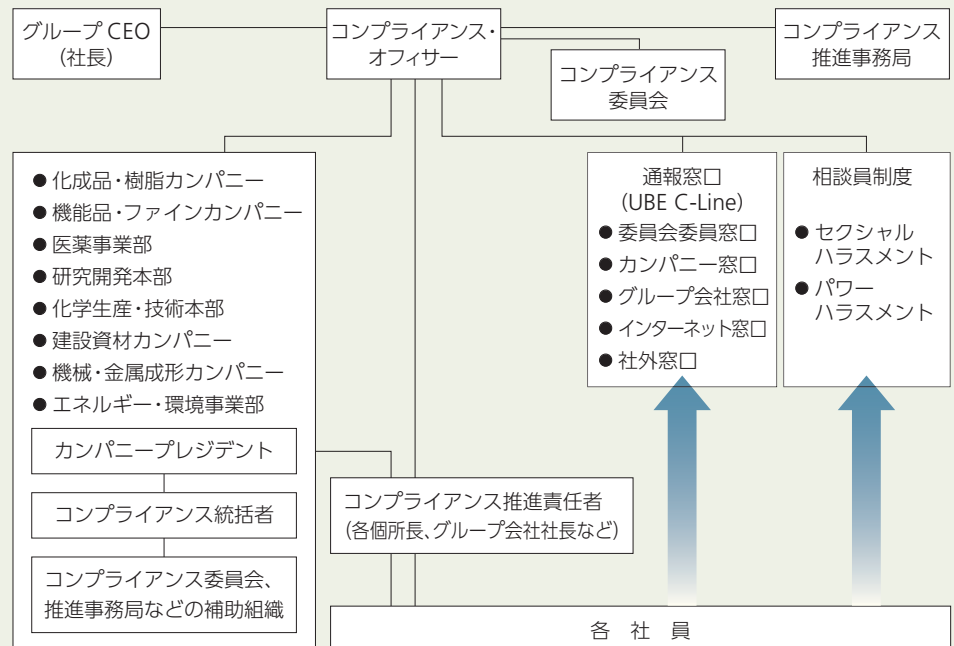 グループ CEO
(社長)
コンプライアンス・
オフィサー
コンプライアンス
委員会
コンプライアンス
推進事務局
● 化成品・樹脂カンパニー
● 機能品・ファインカンパニー
● 医薬事業部
● 研究開発本部
● 化学生産・技術本部
● 建設資材カンパニー
● 機械・金属成形カンパニー
● エネルギー・環境事業部
カンパニープレジデント
コンプライアンス統括者
コンプライアンス委員会、
推進事務局などの補助組織
通報窓口
(UBE C-Line)
● 委員会委員窓口
● カンパニー窓口
● グループ会社窓口
● インターネット窓口
● 社外窓口
相談員制度
● セクシャル
ハラスメント
● パワー
ハラスメント
コンプライアンス推進責任者
(各個所長、グループ会社社長など)
各 社 員